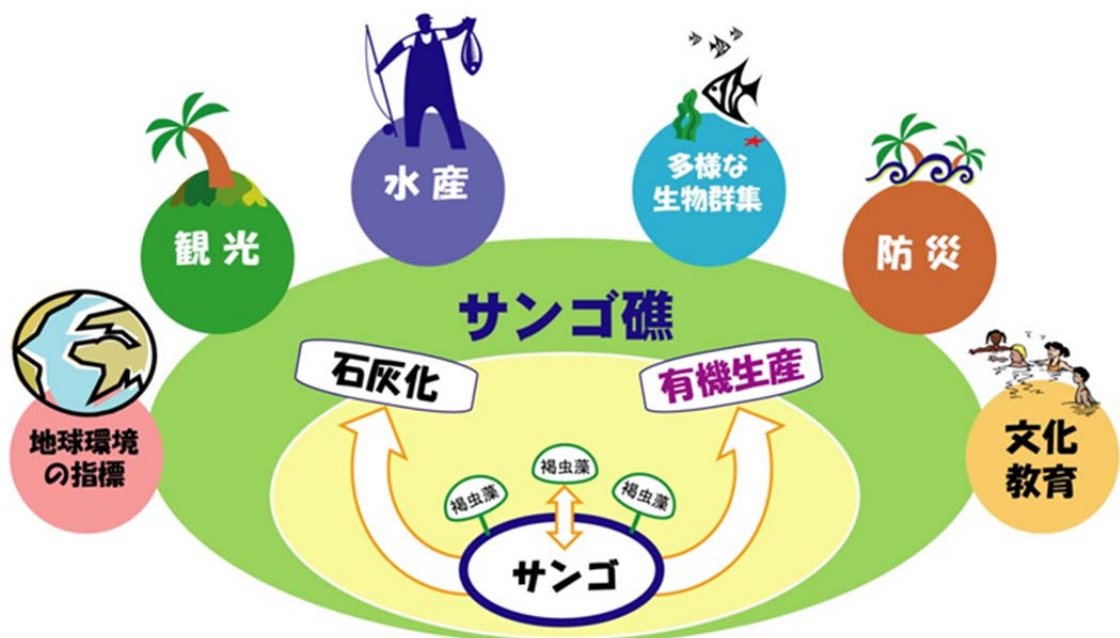 水産
多様な
生物群集
観光
防災
サンゴ礁
石灰化
有機生産
地球環境
の指標
文化
教育
褐虫藻
褐虫藻
褐虫藻
サンゴ